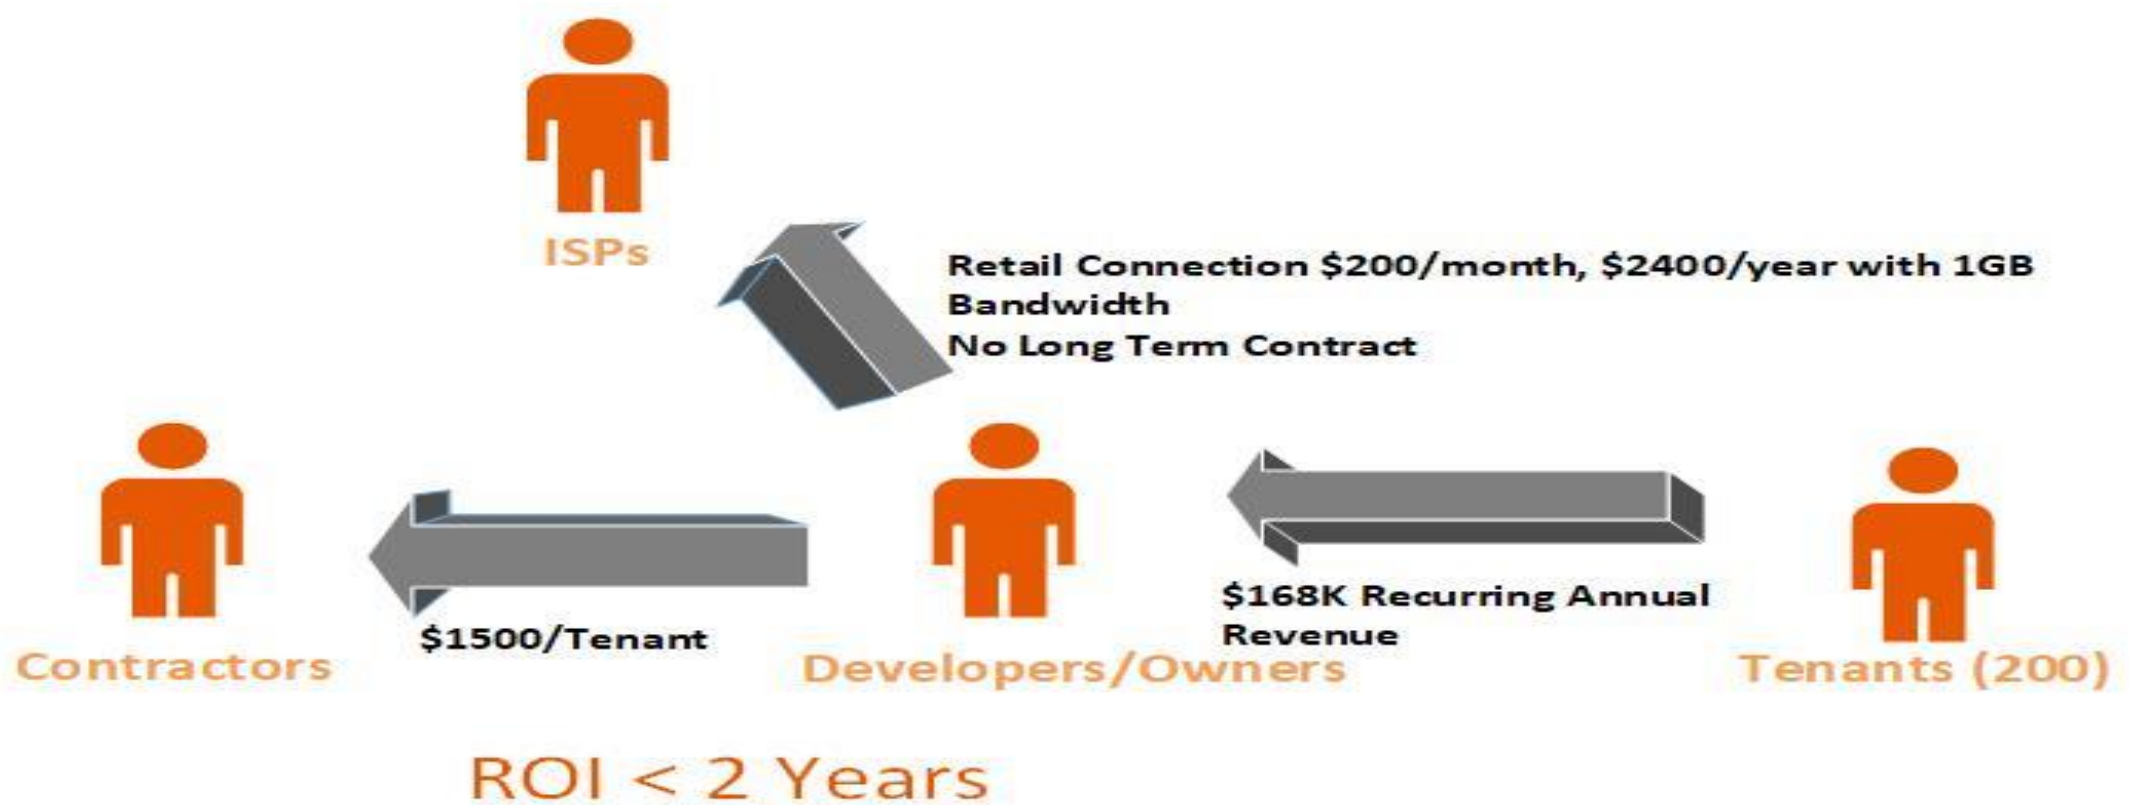 ISPs
Retail Connection $200/month, $2400/year with 1GB
Bandwidth
No Long Term Contract
$168K Recurring Annual
Revenue
$1500/Tenant
Contractors
Developers/Owners
Tenants (200)
ROI < 2 Years